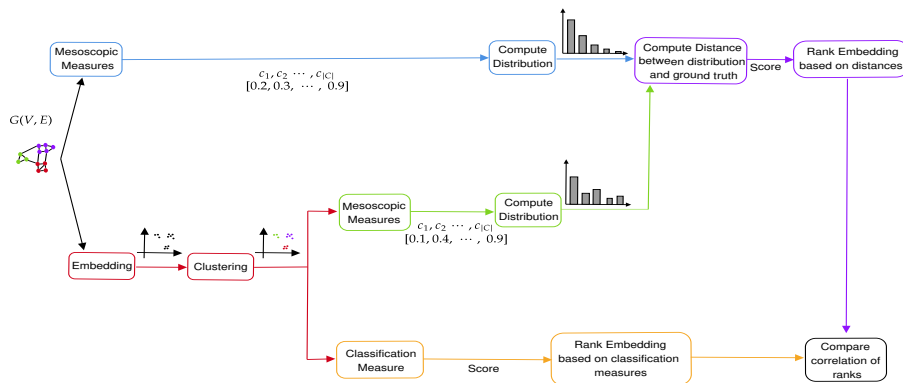 Mesoscopic
Measures
c₁, c₂ ⋯, c|C|
[0.2, 0.3, ⋯ , 0.9]
Compute
Distribution
Compute Distance
between distribution
and ground truth
Score
Rank Embedding
based on distances
G(V, E)
Mesoscopic
Measures
c₁, c₂ ⋯, c|C|
[0.1, 0.4, ⋯ , 0.9]
Compute
Distribution
Embedding
Clustering
Classification
Measure
Score
Rank Embedding
based on classification
measures
Compare
correlation of
ranks